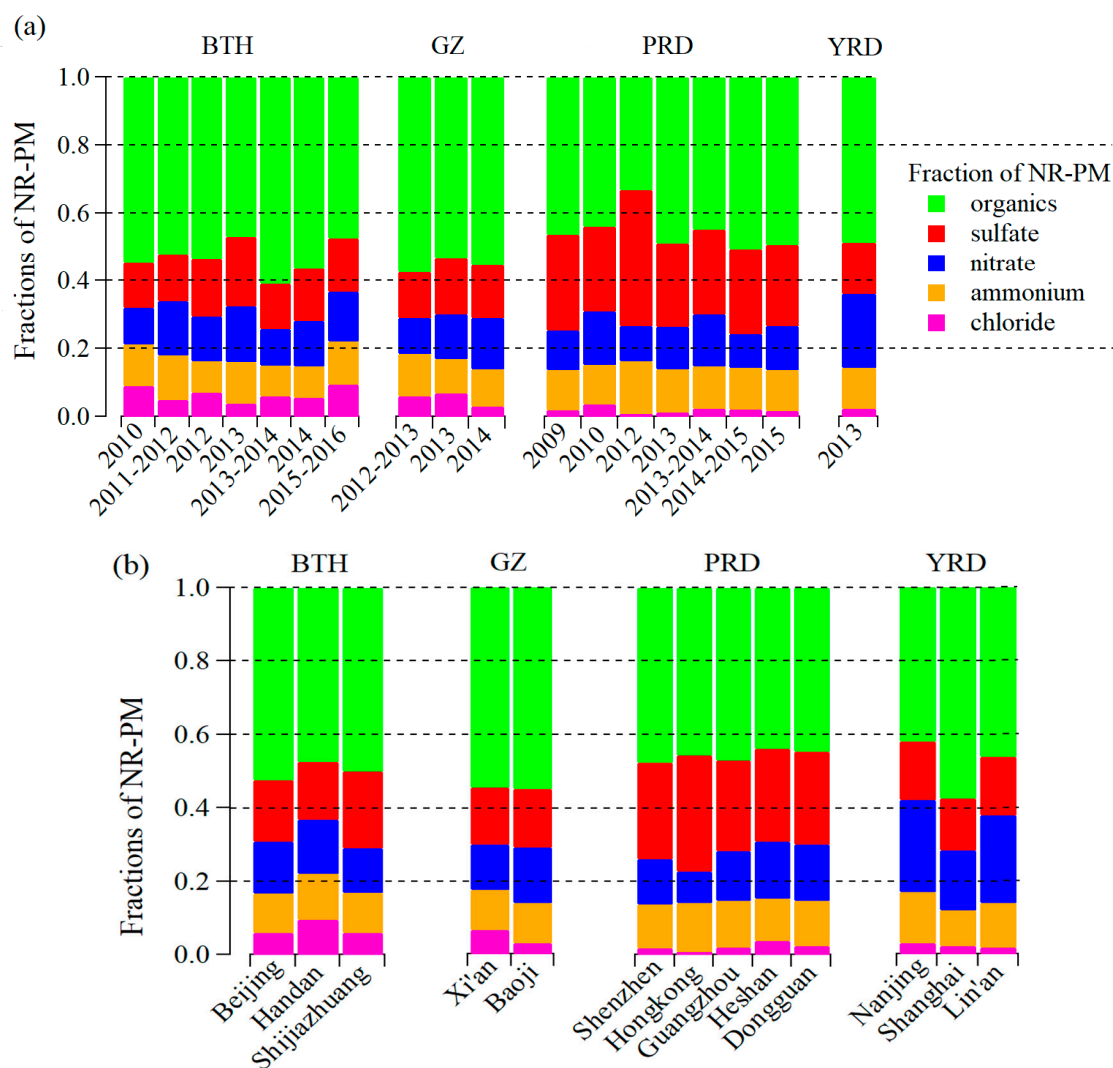 (a)
BTH GZ PRD YRD
Fractions of NR-PM
1.0
0.8
0.6
0.4
0.2
0.0
2010 2011-2012 2012 2013 2013-2014 2014 2015-2016 2012-2013 2013 2014 2009 2010 2012 2013 2013-2014 2014-2015 2015 2013
Fraction of NR-PM
organics
sulfate
nitrate
ammonium
chloride
(b)
BTH GZ PRD YRD
Fractions of NR-PM
1.0
0.8
0.6
0.4
0.2
0.0
Beijing Handan Shijiazhuang Xi'an Baoji Shenzhen Hongkong Guangzhou Heshan Dongguan Nanjing Shanghai Lin'an